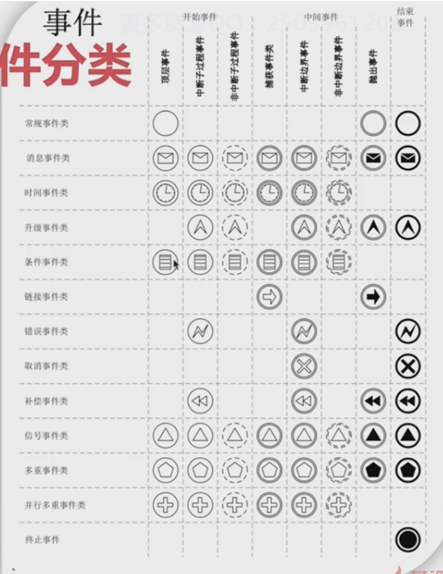 事件
件分类
开始事件
中间事件
结束
事件
顶层事件
中断子过程事件
非中断子过程事件
捕获事件类
中断边界事件
非中断边界事件
抛出事件
常规事件类
消息事件类
时间事件类
升级事件类
条件事件类
链接事件类
错误事件类
取消事件类
补偿事件类
信号事件类
多重事件类
并行多重事件类
终止事件